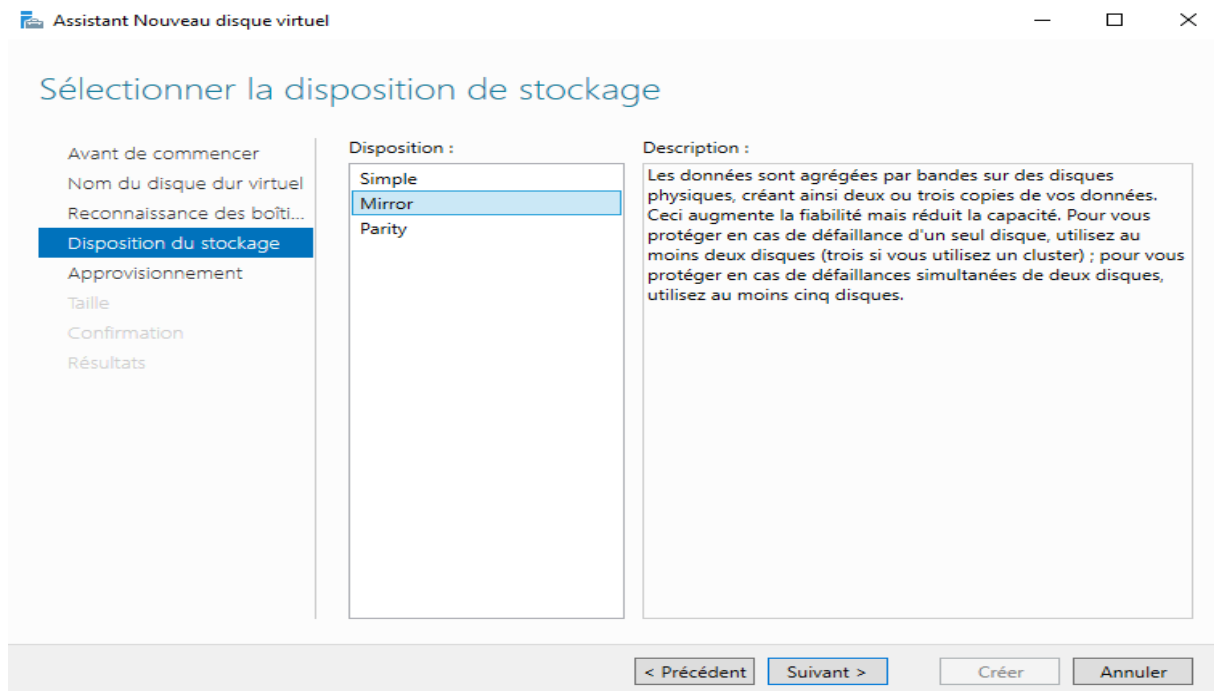 Assistant Nouveau disque virtuel
Sélectionner la disposition de stockage
Avant de commencer
Nom du disque dur virtuel
Reconnaissance des boîti...
Disposition du stockage
Approvisionnement
Taille
Confirmation
Résultats
Disposition :
Simple
Mirror
Parity
Description :
Les données sont agrégées par bandes sur des disques
physiques, créant ainsi deux ou trois copies de vos données.
Ceci augmente la fiabilité mais réduit la capacité. Pour vous
protéger en cas de défaillance d'un seul disque, utilisez au
moins deux disques (trois si vous utilisez un cluster) ; pour vous
protéger en cas de défaillances simultanées de deux disques,
utilisez au moins cinq disques.
< Précédent
Suivant >
Créer
Annuler